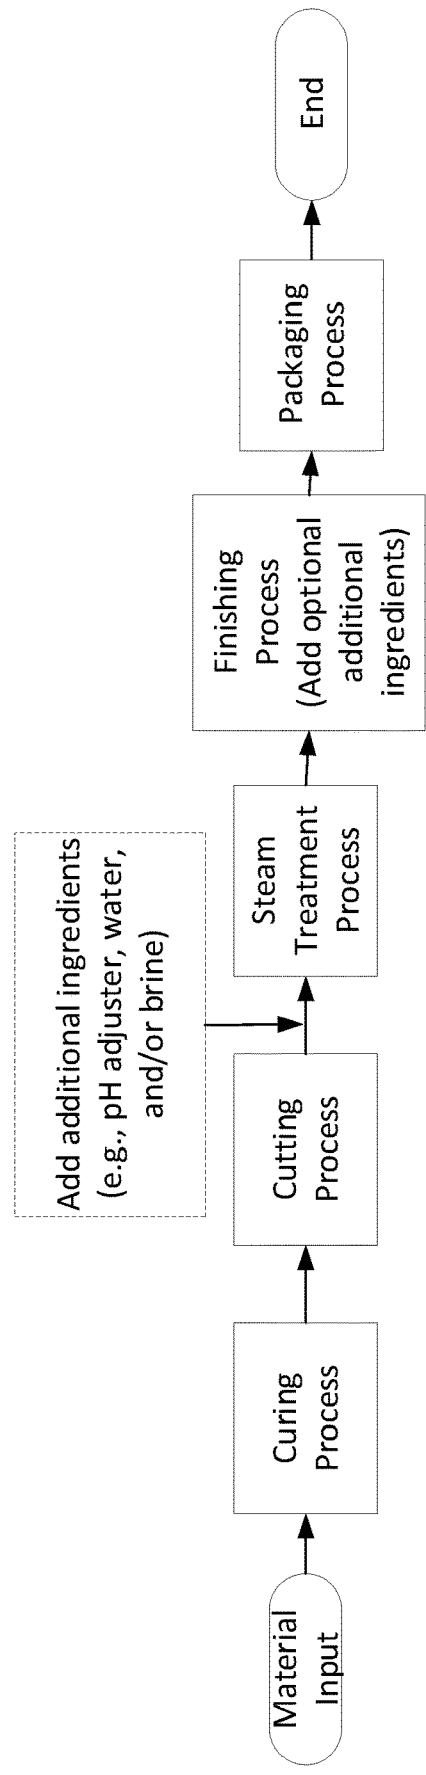 Material
Input
Curing
Process
Cutting
Process
Add additional ingredients
(e.g., pH adjuster, water,
and/or brine)
Steam
Treatment
Process
Finishing
Process
(Add optional
additional
ingredients)
Packaging
Process
End